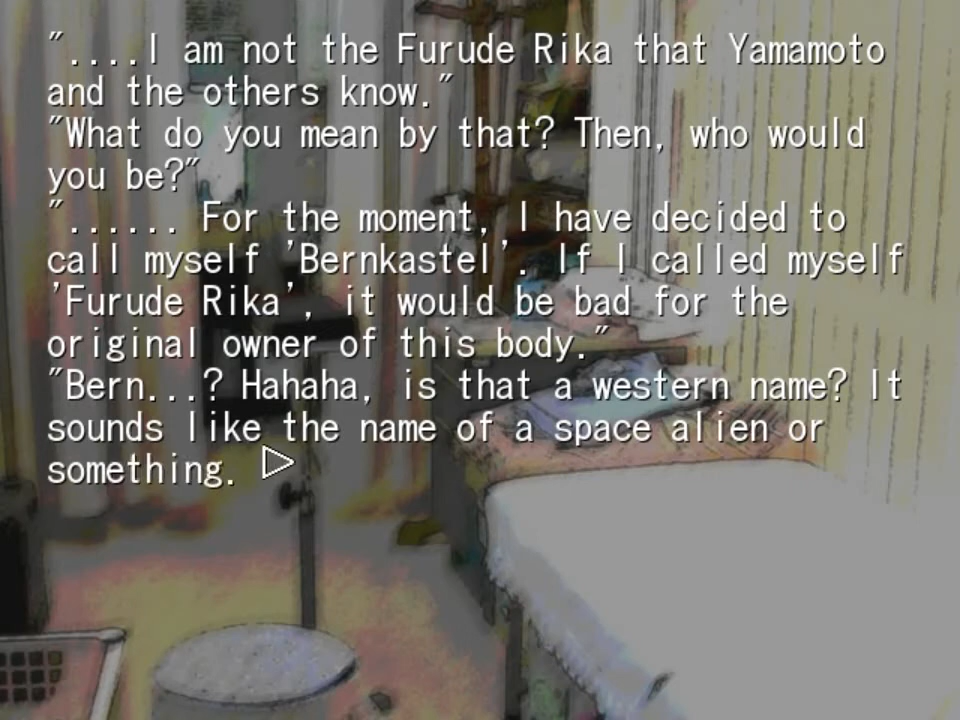 "....I am not the Furude Rika that Yamamoto
and the others know."
"What do you mean by that? Then, who would
you be?"
"...... For the moment, I have decided to
call myself 'Bernkastel'. If I called myself
'Furude Rika', it would be bad for the
original owner of this body."
"Bern...? Hahaha, is that a western name? It
sounds like the name of a space alien or
something.